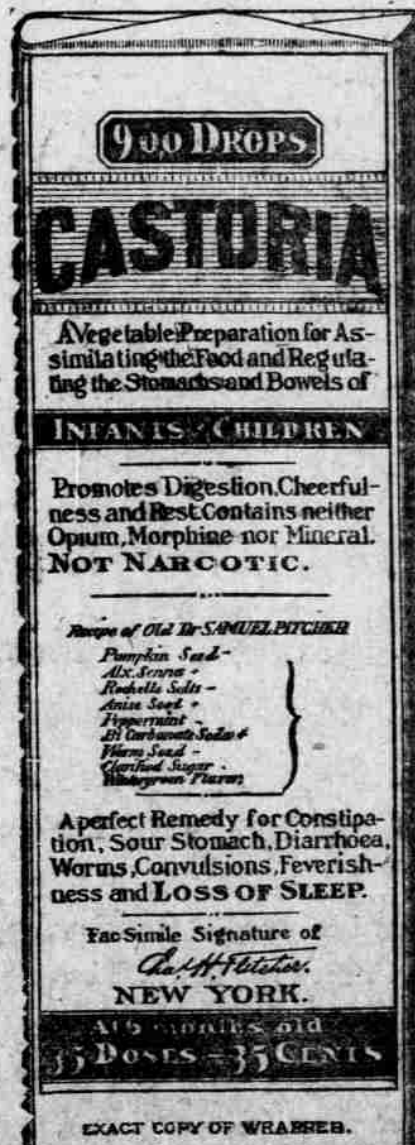 900 DROPS
CASTORIA
A Vegetable Preparation for As-
similating the Food and Regula-
ting the Stomachs and Bowels of
INFANTS CHILDREN
Promotes Digestion, Cheerful-
ness and Rest. Contains neither
Opium, Morphine nor Mineral.
NOT NARCOTIC.
Recipe of Old Dr SAMUEL PITCHER
Pumpkin Seed -
Alx. Senna +
Rochelle Salts -
Anise Seed +
Peppermint -
Bi Carbonate Soda +
Worm Seed -
Clarified Sugar .
Wintergreen Flavor.
A perfect Remedy for Constipa-
tion, Sour Stomach, Diarrhoea,
Worms, Convulsions, Feverish-
ness and LOSS OF SLEEP.
Fac Simile Signature of
Chas H. Fletcher.
NEW YORK.
At 6 months old
35 DOSES - 35 CENTS
EXACT COPY OF WRAPPER.